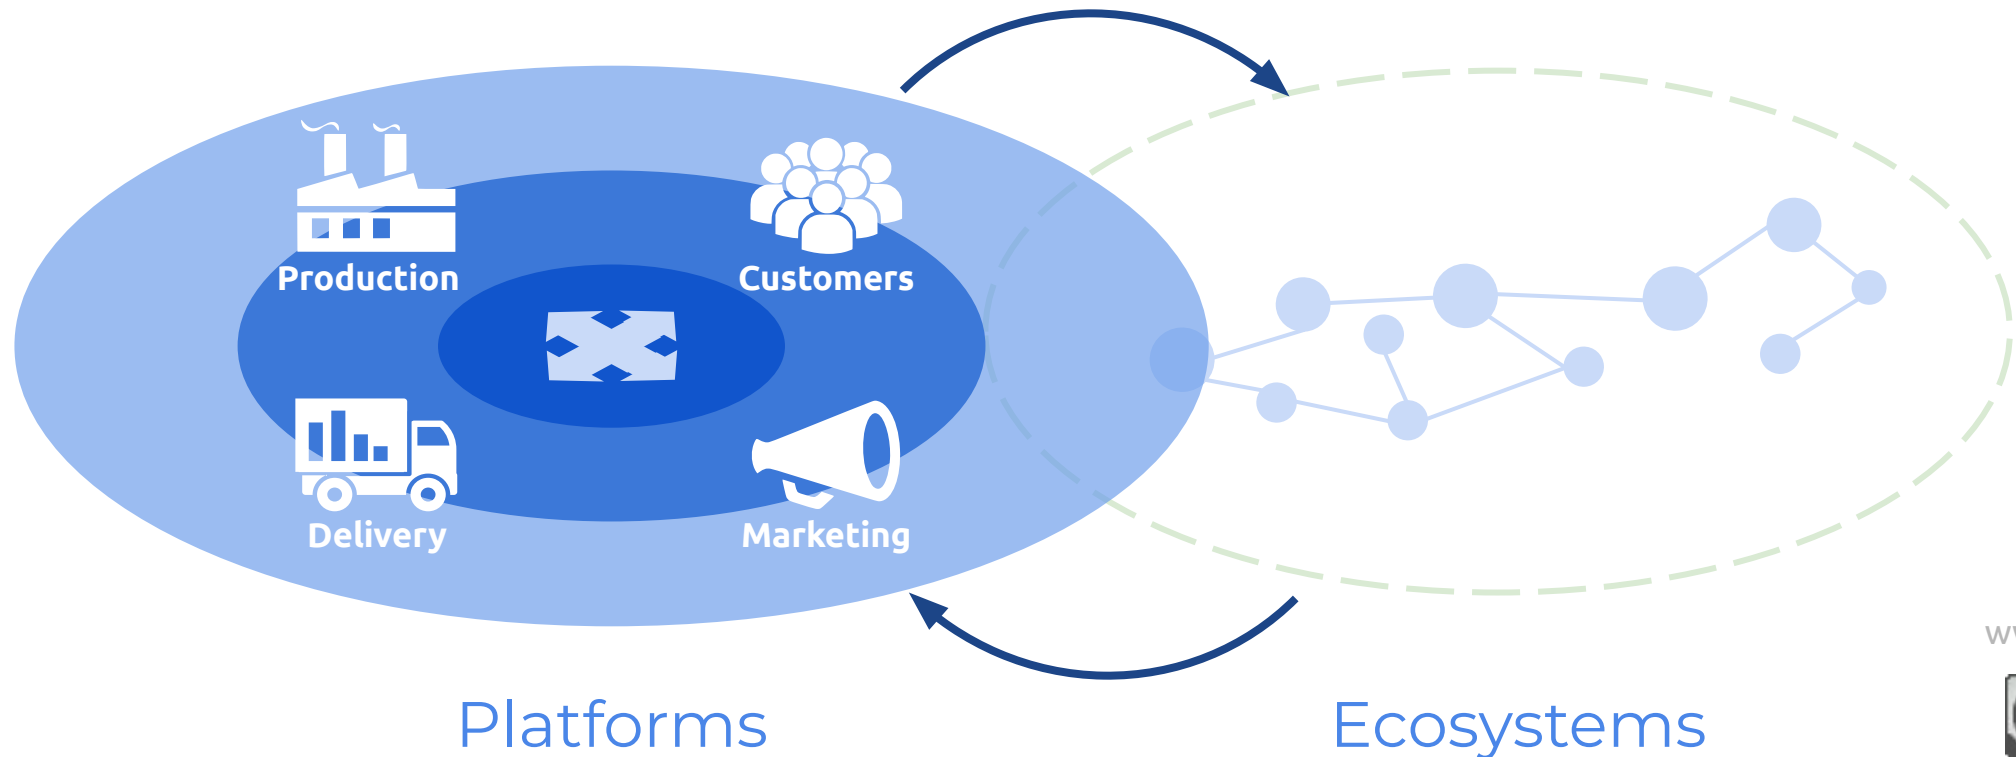 Production
Customers
Delivery
Marketing
Platforms
Ecosystems